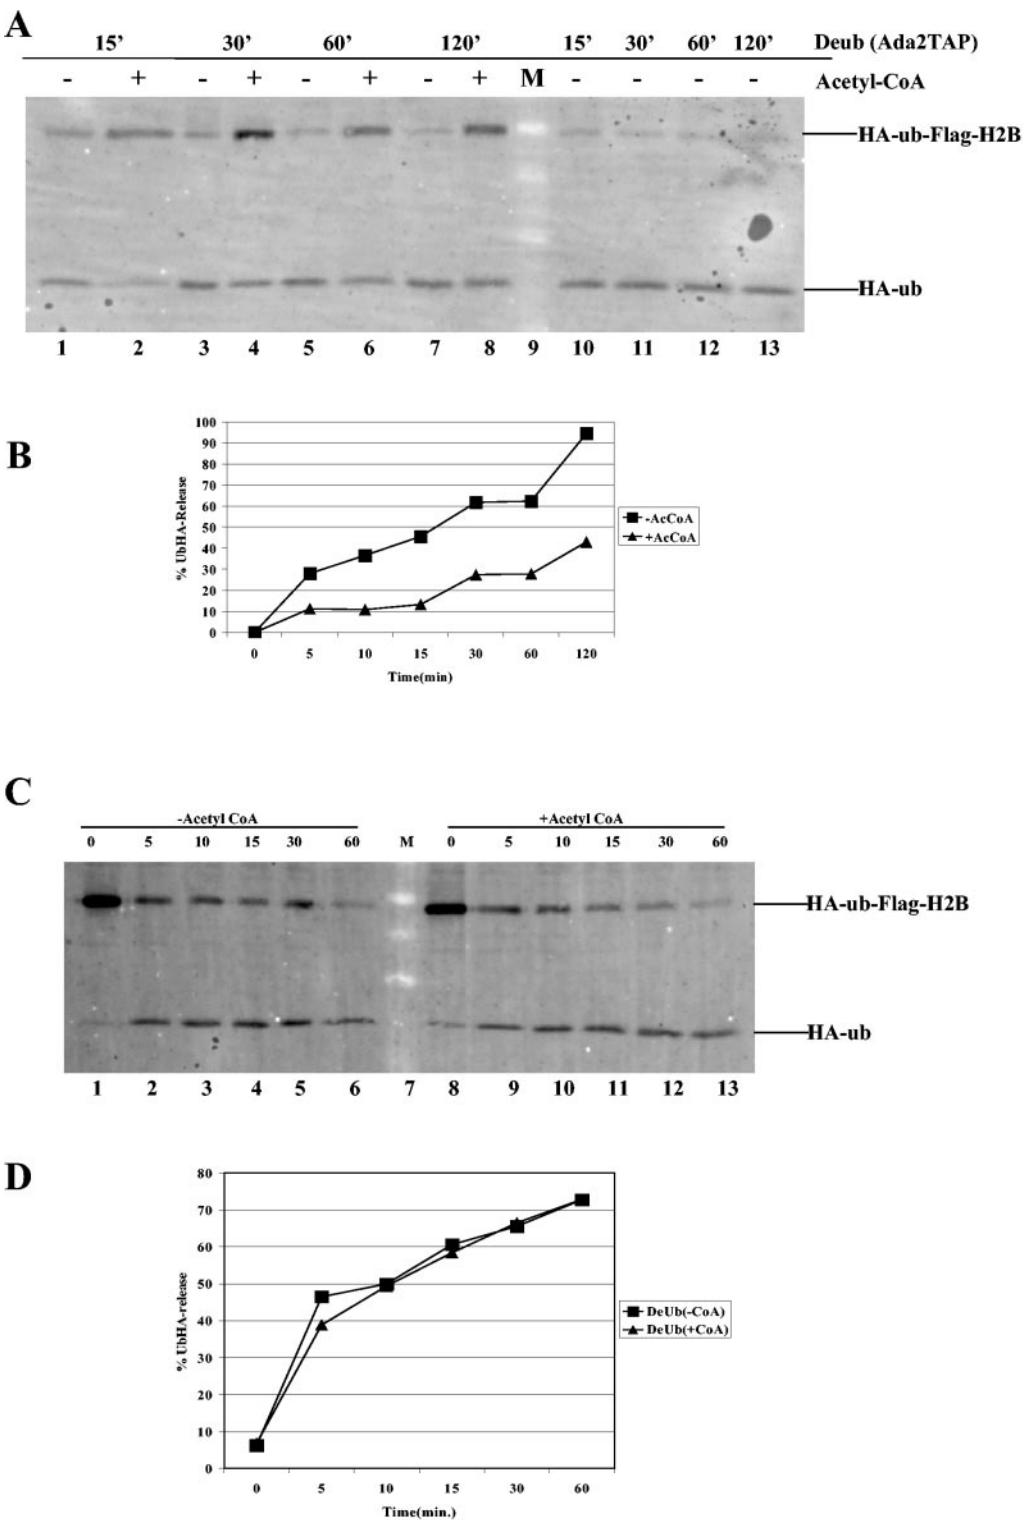 A
15’ 30’ 60’ 120’ 15’ 30’ 60’ 120’ Deub (Ada2TAP)
- + - + - + - + M - - - - Acetyl-CoA
HA-ub-Flag-H2B
HA-ub
1 2 3 4 5 6 7 8 9 10 11 12 13
B
100
90
80
70
60
50
40
30
20
10
0
% UbHA-Release
-AcCoA
+AcCoA
0 5 10 15 30 60 120
Time(min)
C
-Acetyl CoA +Acetyl CoA
0 5 10 15 30 60 M 0 5 10 15 30 60
HA-ub-Flag-H2B
HA-ub
1 2 3 4 5 6 7 8 9 10 11 12 13
D
80
70
60
50
40
30
20
10
0
% UbHA-release
DeUb(-CoA)
DeUb(+CoA)
0 5 10 15 30 60
Time(min.)